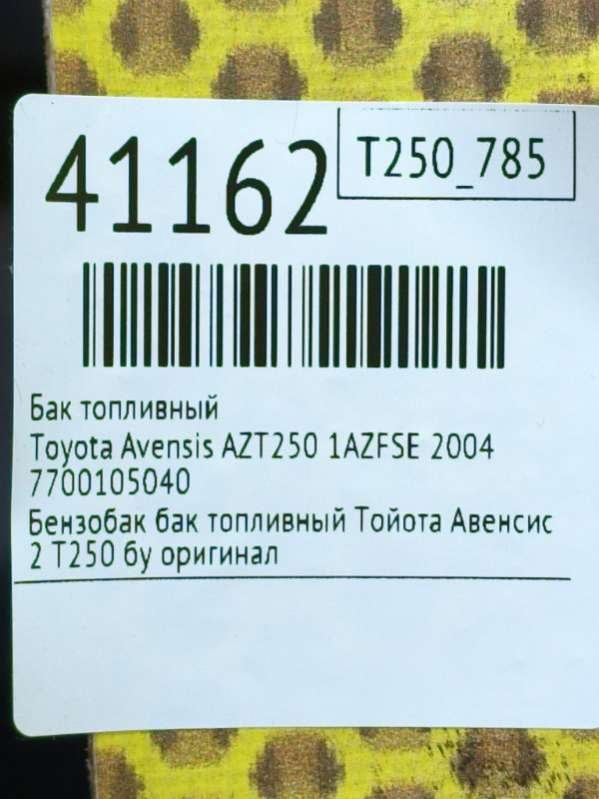 41162
T250_785
Бак топливный
Toyota Avensis AZT250 1AZFSE 2004
7700105040
Бензобак бак топливный Тойота Авенсис
2 T250 бу оригинал